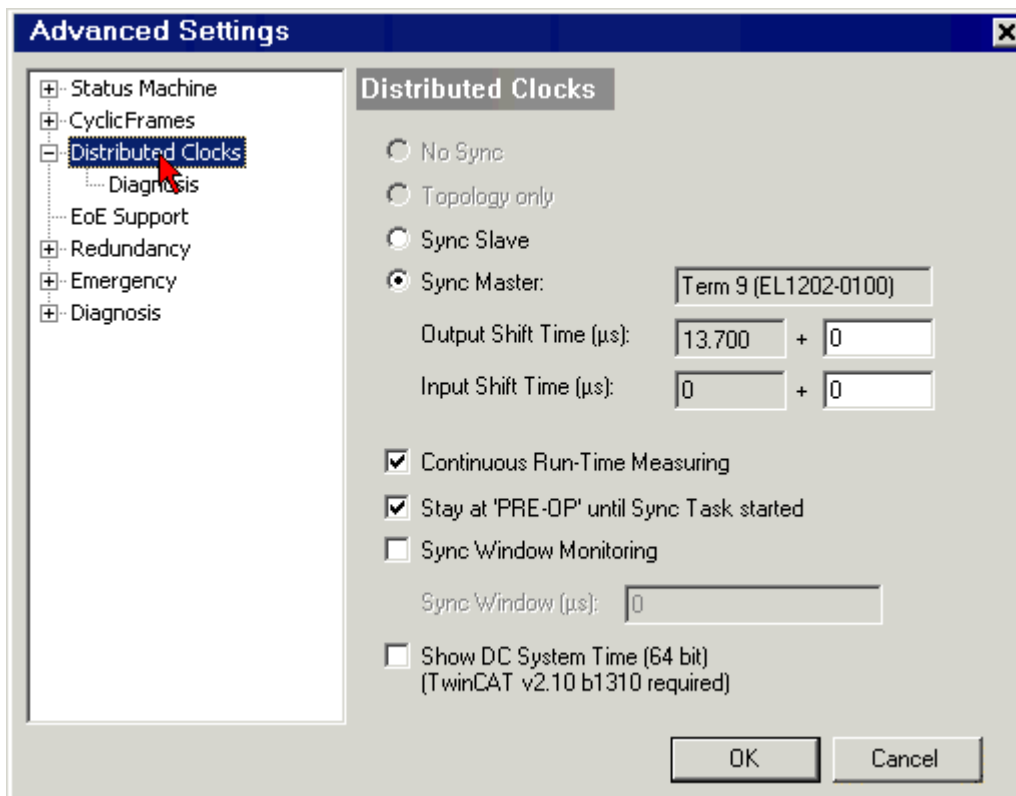 Advanced Settings
Status Machine
CyclicFrames
Distributed Clocks
Diagnosis
EoE Support
Redundancy
Emergency
Diagnosis
Distributed Clocks
No Sync
Topology only
Sync Slave
Sync Master: Term 9 (EL1202-0100)
Output Shift Time (µs): 13.700 + 0
Input Shift Time (µs): 0 + 0
Continuous Run-Time Measuring
Stay at 'PRE-OP' until Sync Task started
Sync Window Monitoring
Sync Window (µs): 0
Show DC System Time (64 bit)
(TwinCAT v2.10 b1310 required)
OK Cancel